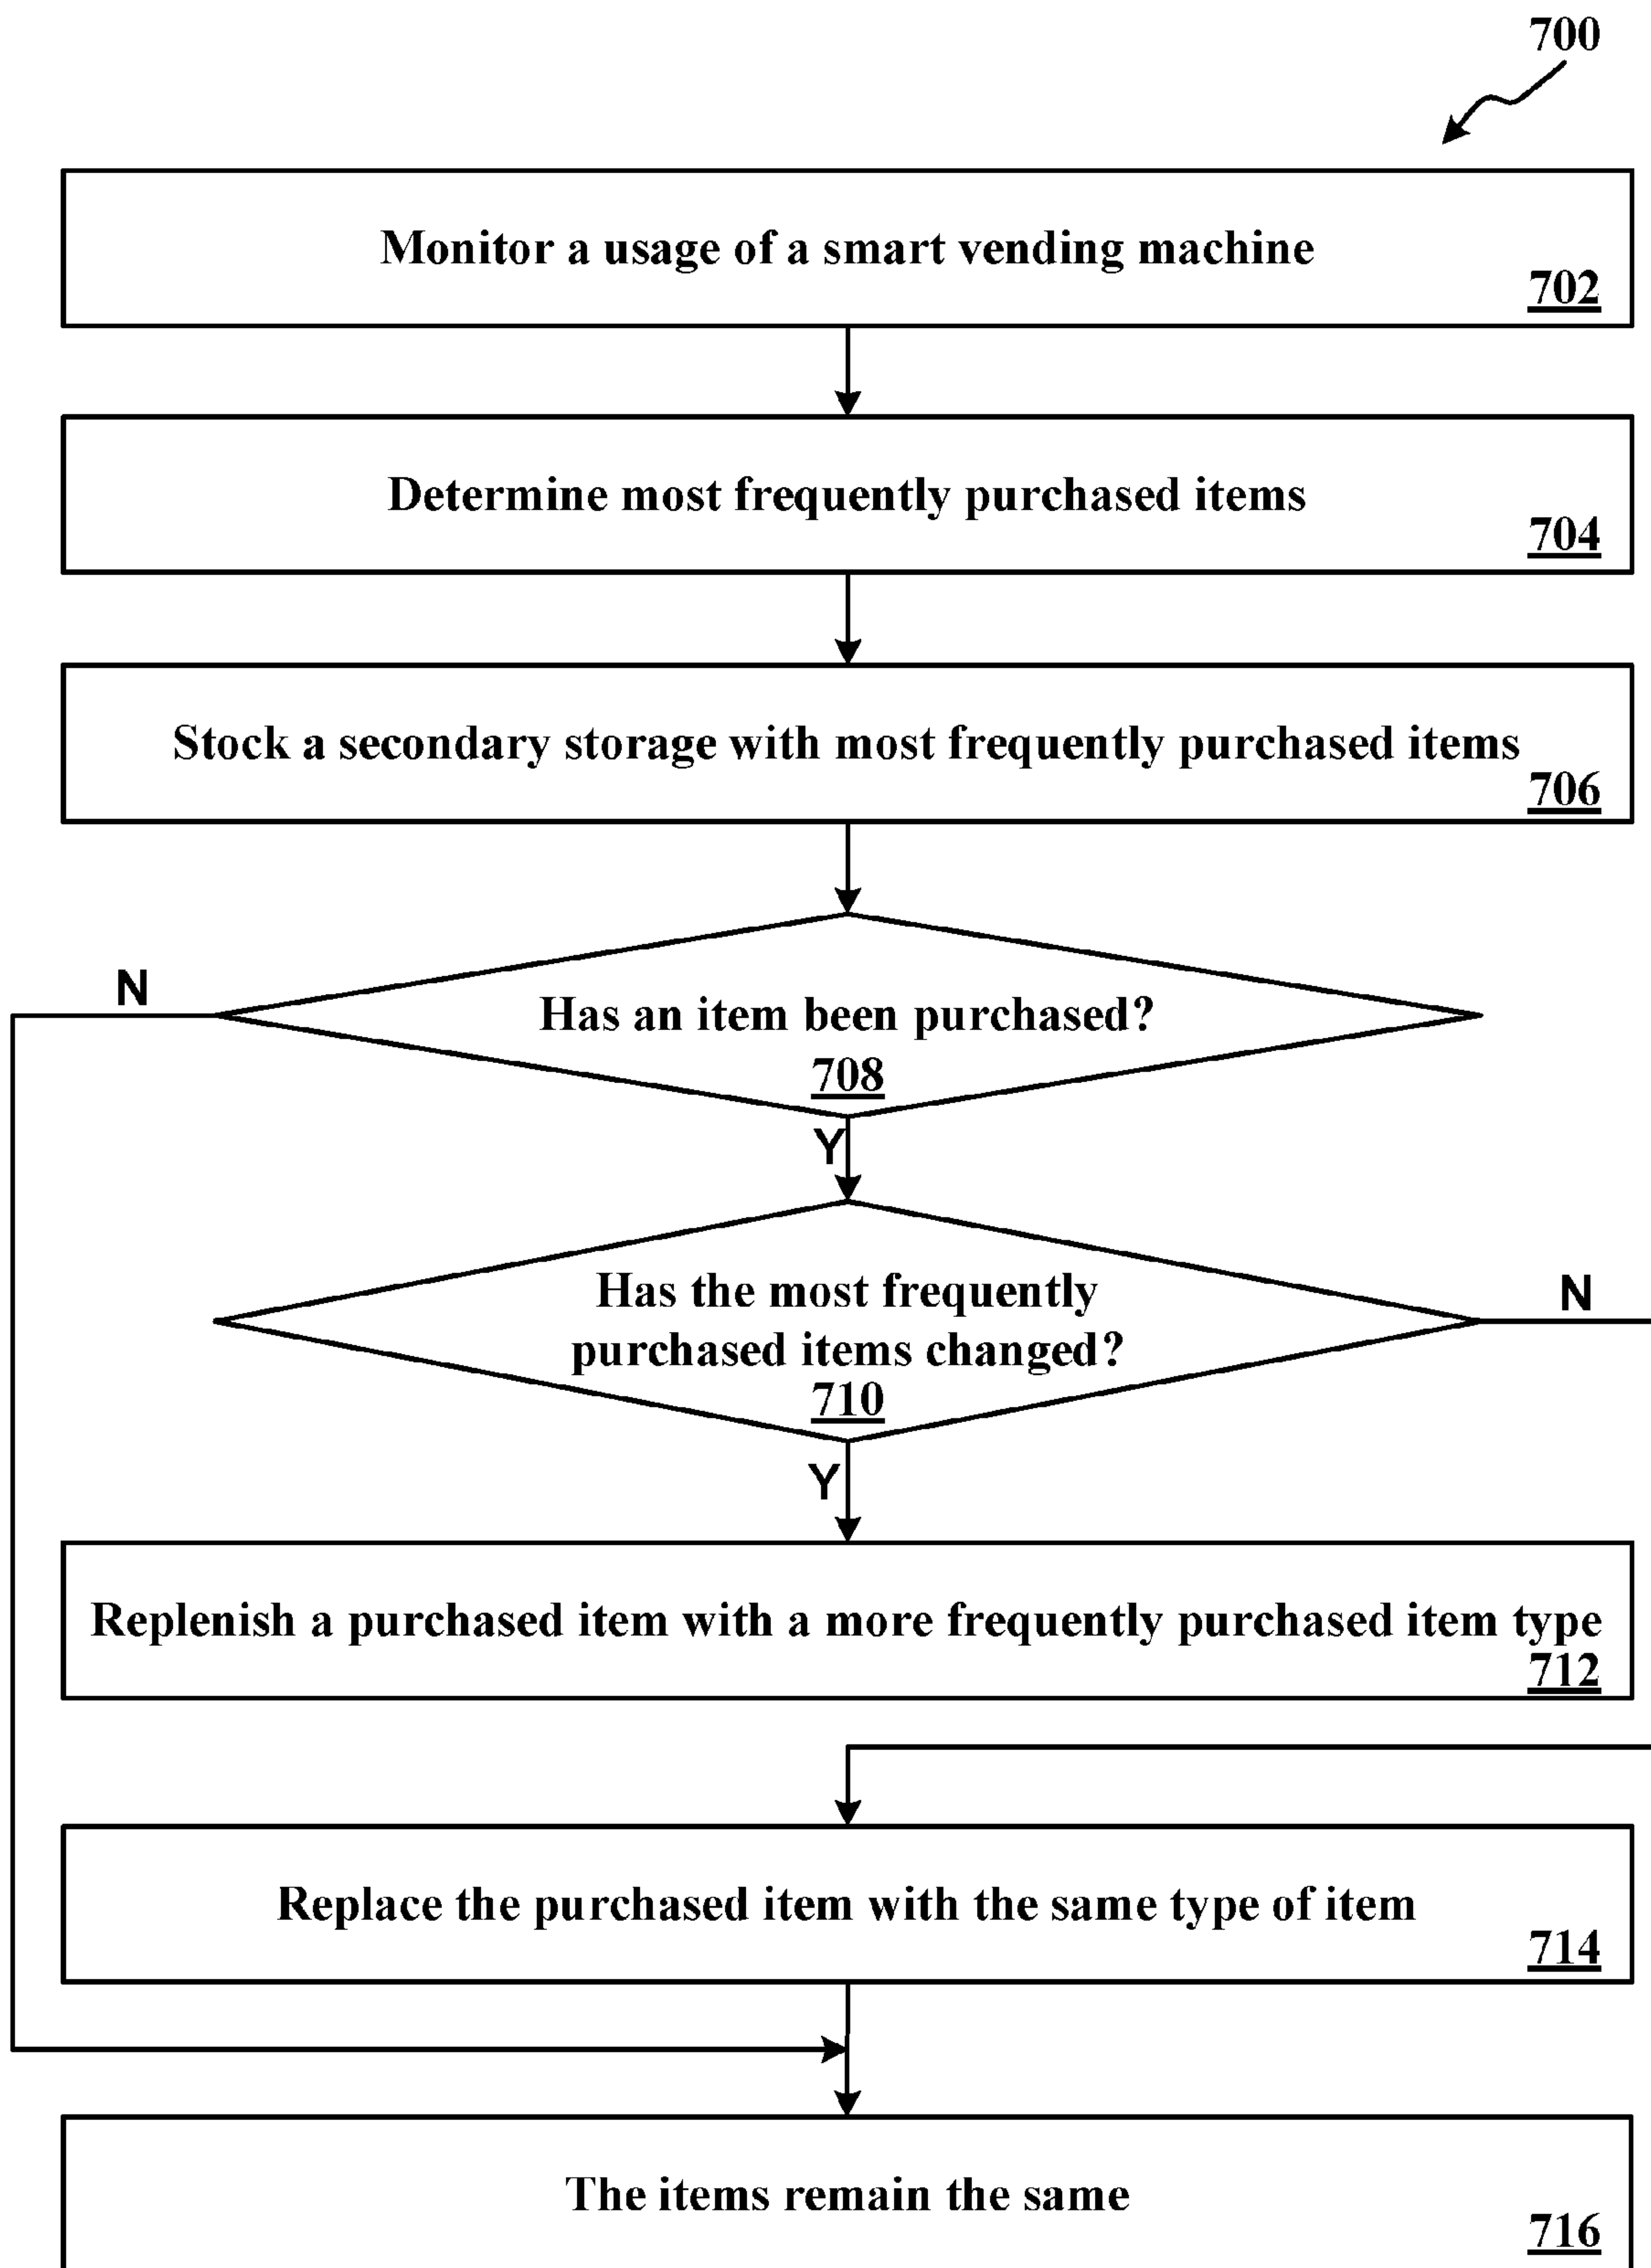 700
Monitor a usage of a smart vending machine
702
Determine most frequently purchased items
704
Stock a secondary storage with most frequently purchased items
706
N
Has an item been purchased?
708
Y
Has the most frequently
N
purchased items changed?
710
Y
Replenish a purchased item with a more frequently purchased item type
712
Replace the purchased item with the same type of item
714
The items remain the same
716